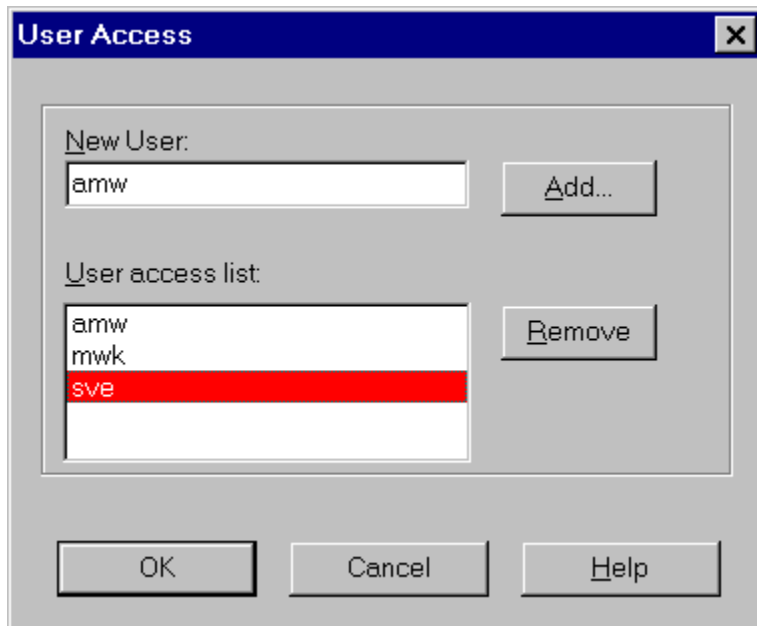 User Access
New User:
amw
Add...
User access list:
amw
mwk
sve
Remove
OK
Cancel
Help